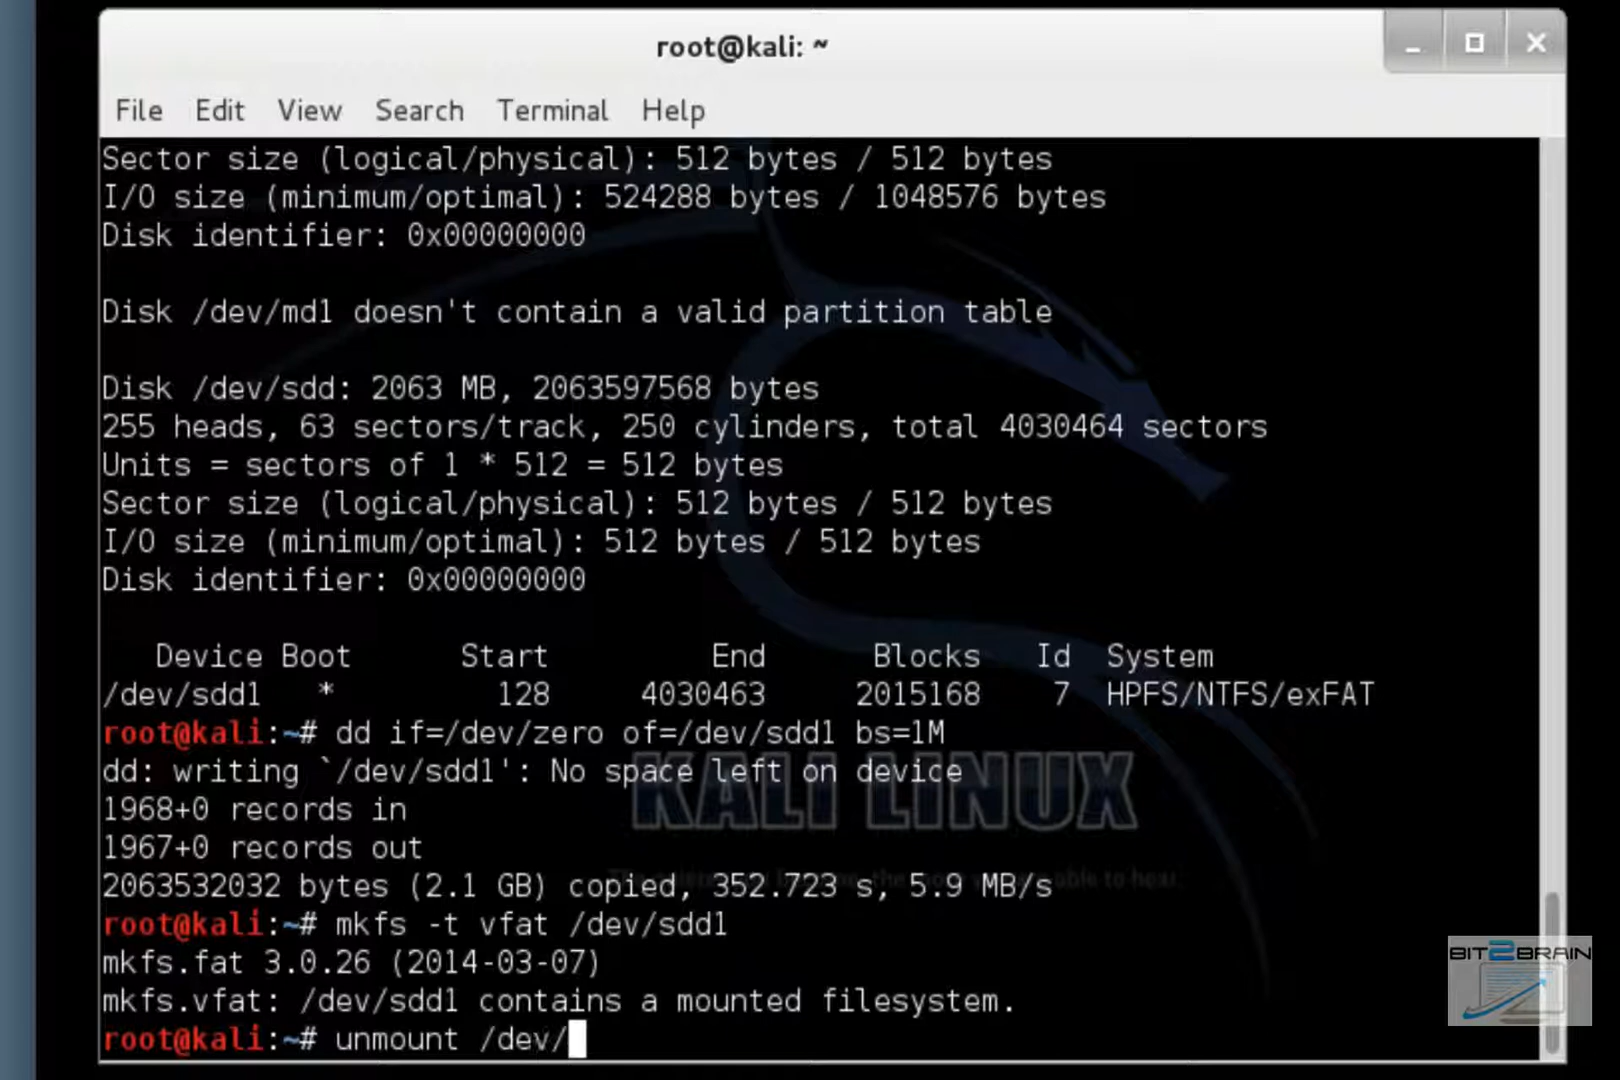 root@kali: ~
File Edit View Search Terminal Help
Sector size (logical/physical): 512 bytes / 512 bytes
I/O size (minimum/optimal): 524288 bytes / 1048576 bytes
Disk identifier: 0x00000000
Disk /dev/md1 doesn't contain a valid partition table
Disk /dev/sdd: 2063 MB, 2063597568 bytes
255 heads, 63 sectors/track, 250 cylinders, total 4030464 sectors
Units = sectors of 1 * 512 = 512 bytes
Sector size (logical/physical): 512 bytes / 512 bytes
I/O size (minimum/optimal): 512 bytes / 512 bytes
Disk identifier: 0x00000000
Device Boot Start End Blocks Id System
/dev/sdd1 * 128 4030463 2015168 7 HPFS/NTFS/exFAT
root@kali:~# dd if=/dev/zero of=/dev/sdd1 bs=1M
dd: writing `/dev/sdd1': No space left on device
KALI LINUX
1968+0 records in
1967+0 records out
2063532032 bytes (2.1 GB) copied, 352.723 s, 5.9 MB/s
root@kali:~# mkfs -t vfat /dev/sdd1
mkfs.fat 3.0.26 (2014-03-07)
mkfs.vfat: /dev/sdd1 contains a mounted filesystem.
root@kali:~# unmount /dev/
BIT2BRAIN